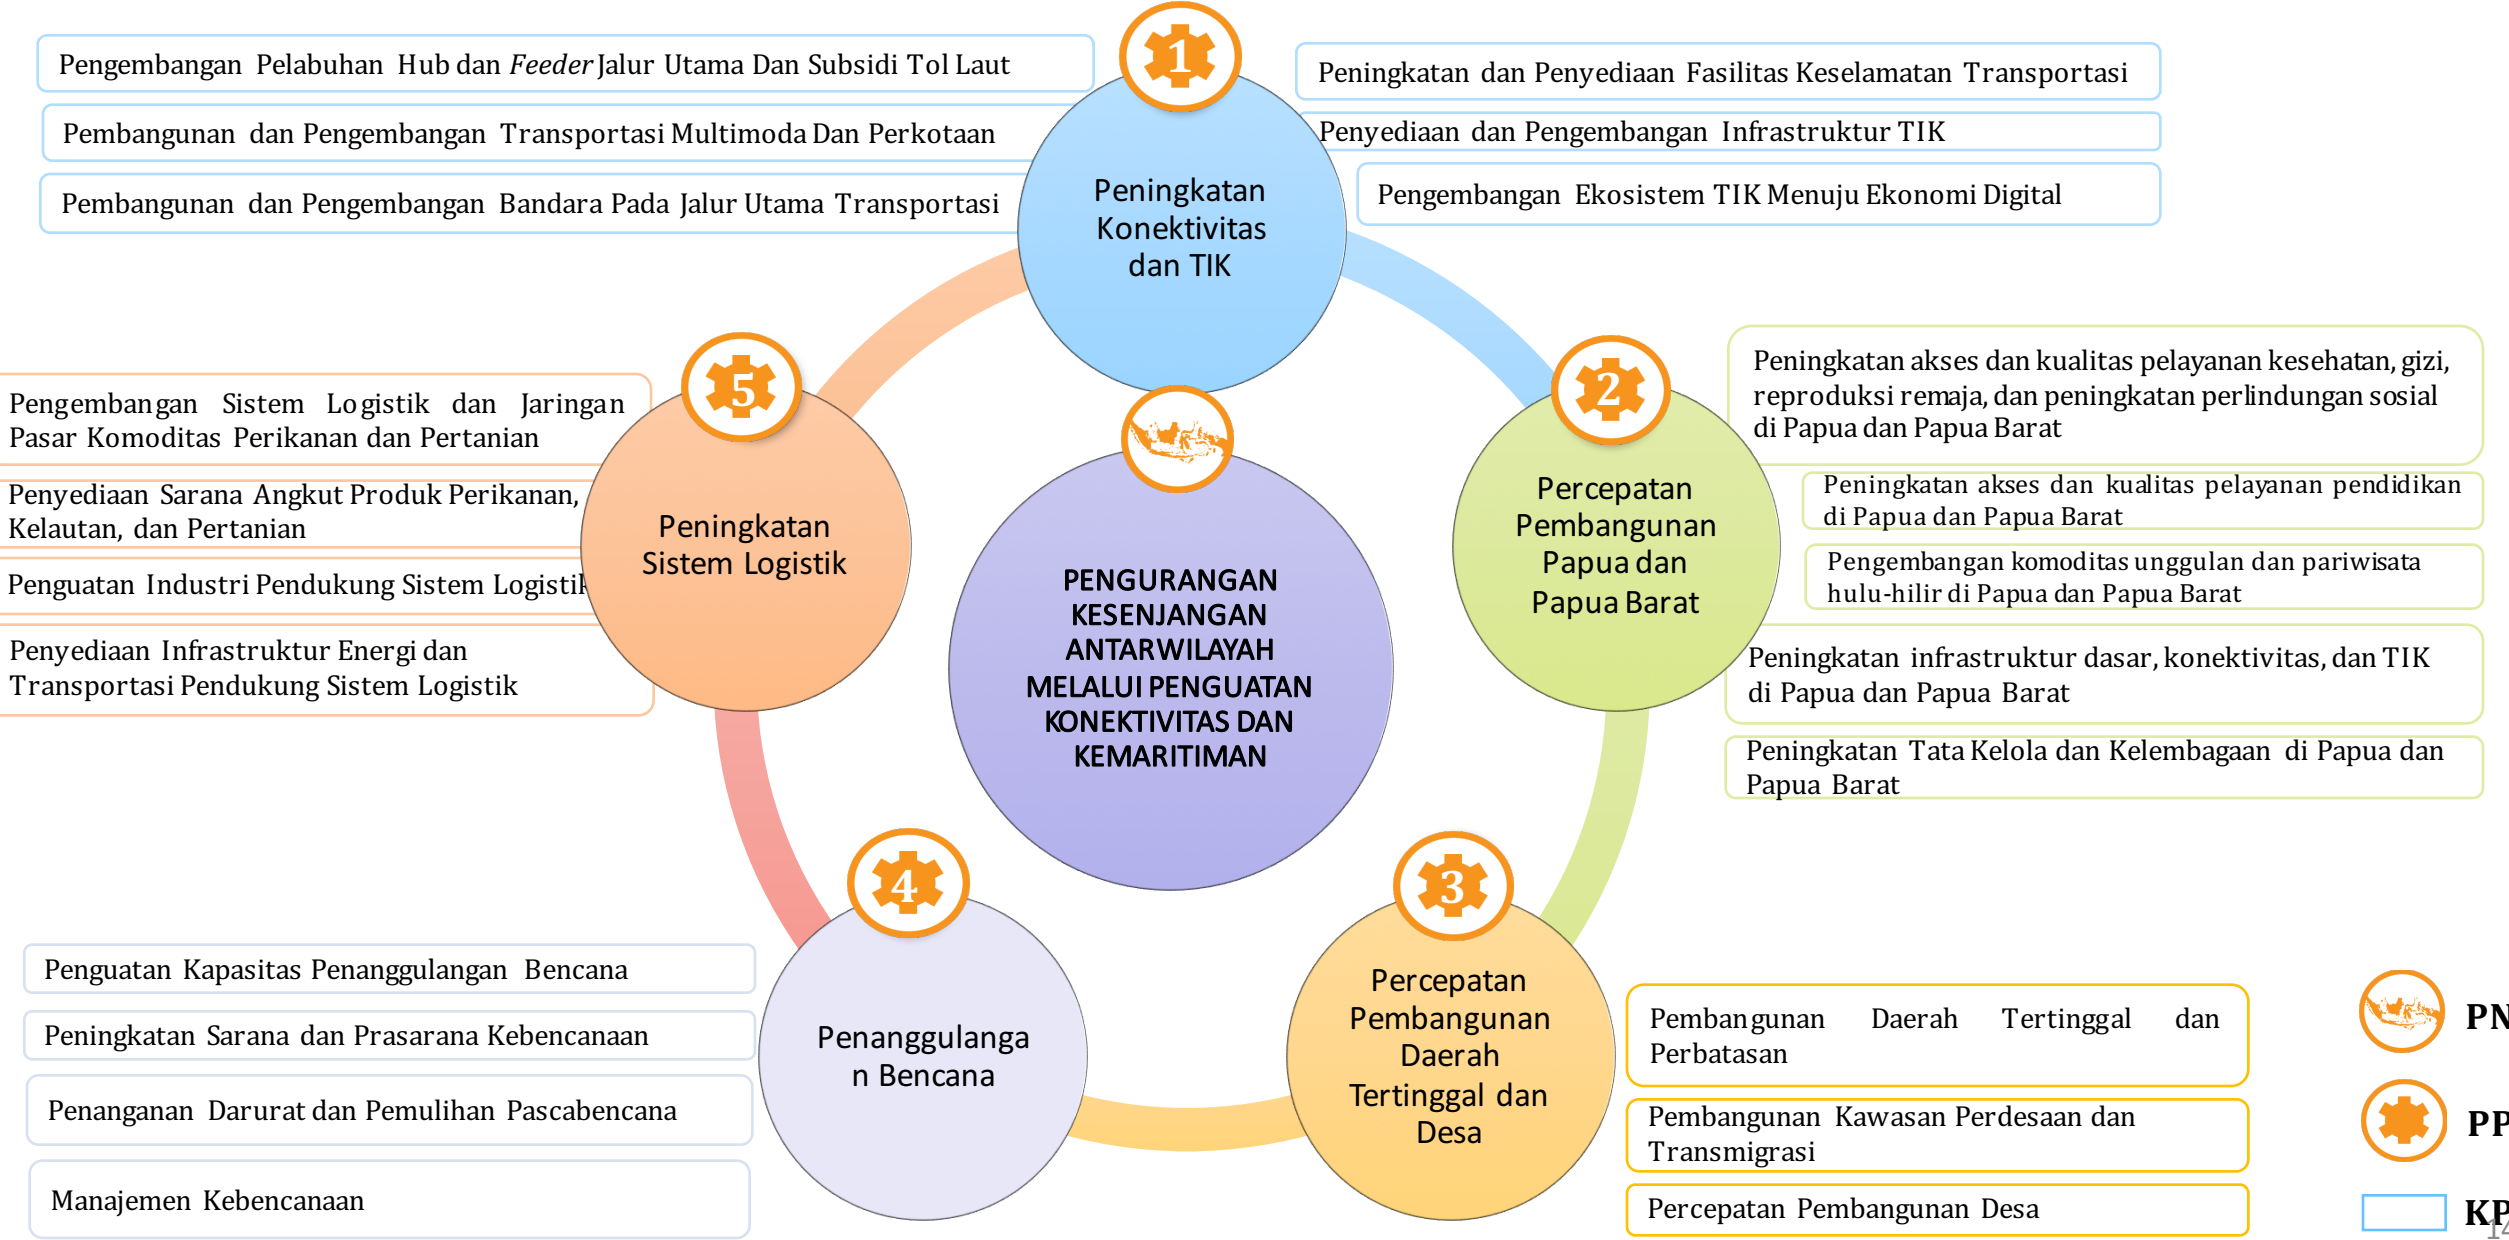 1
Pengembangan Pelabuhan Hub dan Feeder Jalur Utama Dan Subsidi Tol Laut
Pembangunan dan Pengembangan Transportasi Multimoda Dan Perkotaan
Pembangunan dan Pengembangan Bandara Pada Jalur Utama Transportasi
Peningkatan dan Penyediaan Fasilitas Keselamatan Transportasi
Penyediaan dan Pengembangan Infrastruktur TIK
Pengembangan Ekosistem TIK Menuju Ekonomi Digital
Peningkatan
Konektivitas
dan TIK
2
Percepatan
Pembangunan
Papua dan
Papua Barat
Peningkatan akses dan kualitas pelayanan kesehatan, gizi,
reproduksi remaja, dan peningkatan perlindungan sosial
di Papua dan Papua Barat
Peningkatan akses dan kualitas pelayanan pendidikan
di Papua dan Papua Barat
Pengembangan komoditas unggulan dan pariwisata
hulu-hilir di Papua dan Papua Barat
Peningkatan infrastruktur dasar, konektivitas, dan TIK
di Papua dan Papua Barat
Peningkatan Tata Kelola dan Kelembagaan di Papua dan
Papua Barat
5
Pengembangan Sistem Logistik dan Jaringan
Pasar Komoditas Perikanan dan Pertanian
Penyediaan Sarana Angkut Produk Perikanan,
Kelautan, dan Pertanian
Penguatan Industri Pendukung Sistem Logistik
Penyediaan Infrastruktur Energi dan
Transportasi Pendukung Sistem Logistik
Peningkatan
Sistem Logistik
PENGURANGAN
KESENJANGAN
ANTARWILAYAH
MELALUI PENGUATAN
KONEKTIVITAS DAN
KEMARITIMAN
4
Penguatan Kapasitas Penanggulangan Bencana
Peningkatan Sarana dan Prasarana Kebencanaan
Penanganan Darurat dan Pemulihan Pascabencana
Manajemen Kebencanaan
Penanggulanga
n Bencana
3
Percepatan
Pembangunan
Daerah
Tertinggal dan
Desa
Pembangunan Daerah Tertinggal dan
Perbatasan
Pembangunan Kawasan Perdesaan dan
Transmigrasi
Percepatan Pembangunan Desa
PN
PP
KP
14